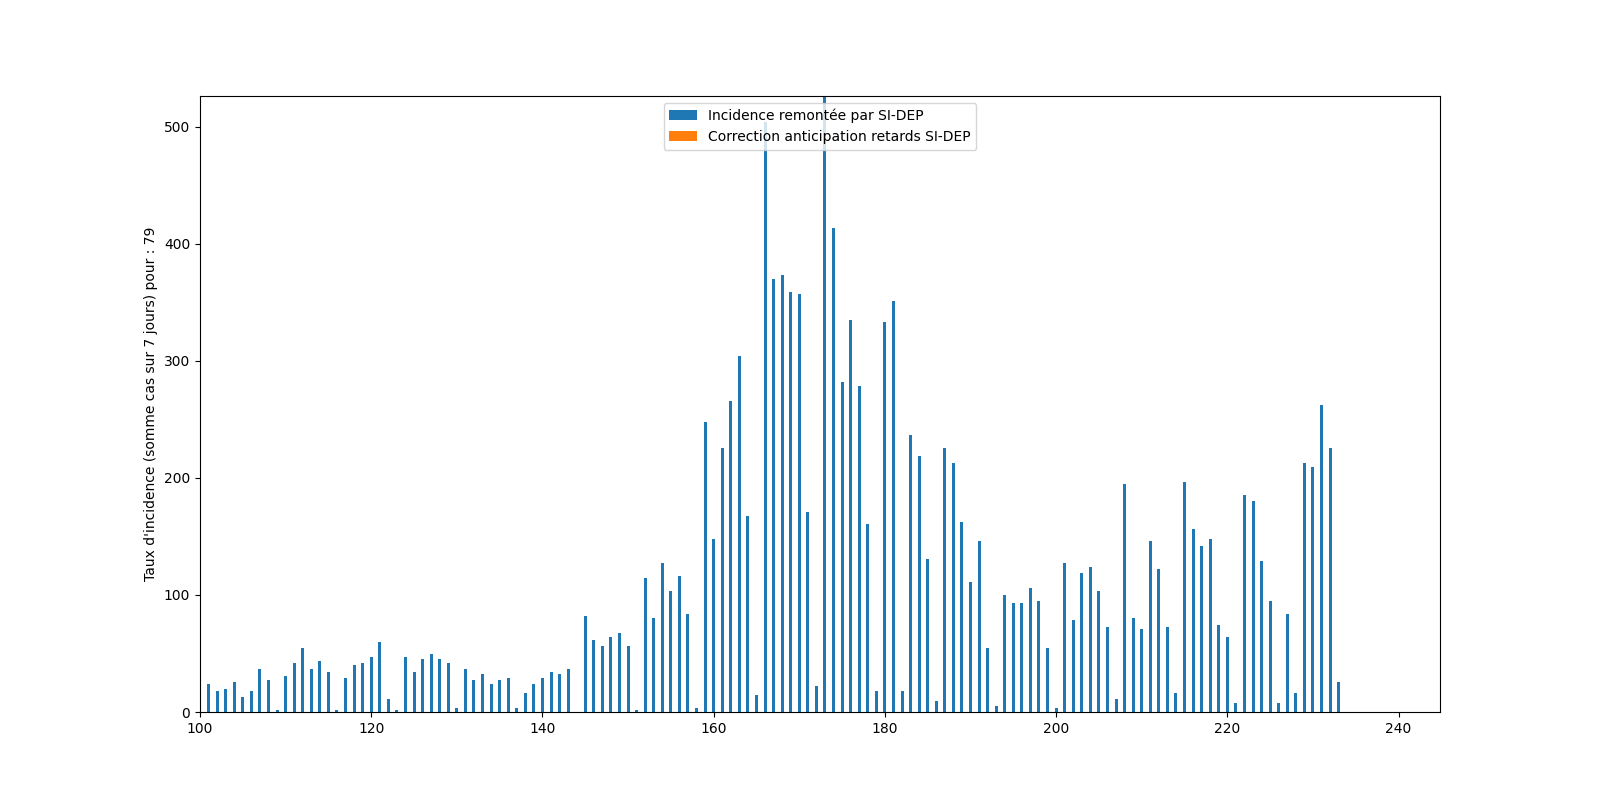 Incidence remontée par SI-DEP
Correction anticipation retards SI-DEP
Taux d'incidence (somme cas sur 7 jours) pour : 79
500
400
300
200
100
0
100 120 140 160 180 200 220 240